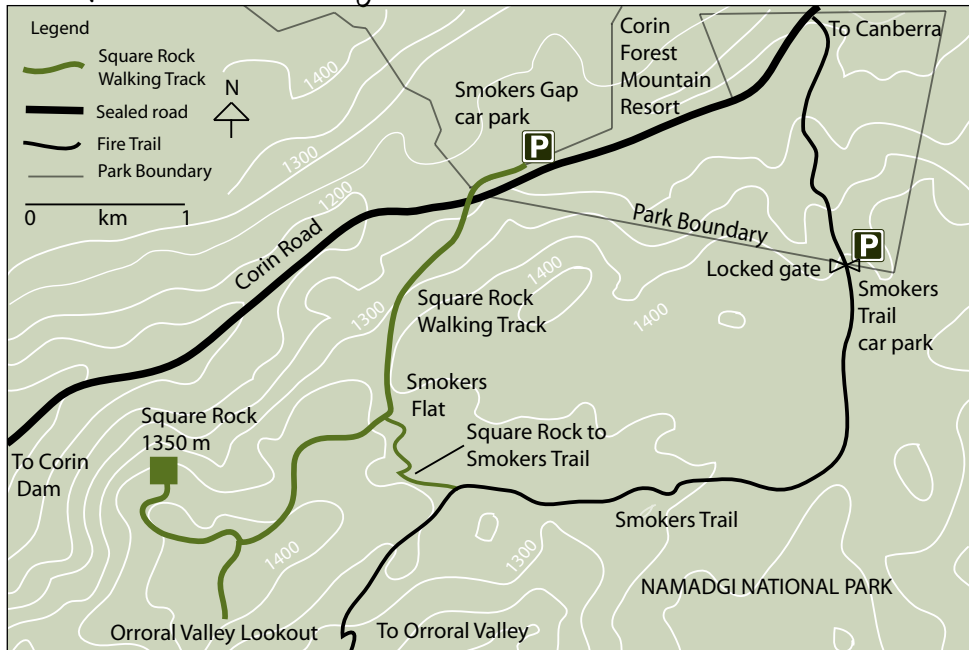 Legend
Square Rock
Walking Track
Sealed road
Fire Trail
Park Boundary
0 km 1
N
1400
1300
1200
Smokers Gap
car park
P
Corin
Forest
Mountain
Resort
To Canberra
Corin Road
Park Boundary
P
Locked gate
Smokers
Trail
car park
1300
1400
1400
Square Rock
Walking Track
Smokers
Flat
Square Rock
1350 m
Square Rock to
Smokers Trail
To Corin
Dam
Smokers Trail
1400
1300
NAMADGI NATIONAL PARK
Orroral Valley Lookout
To Orroral Valley